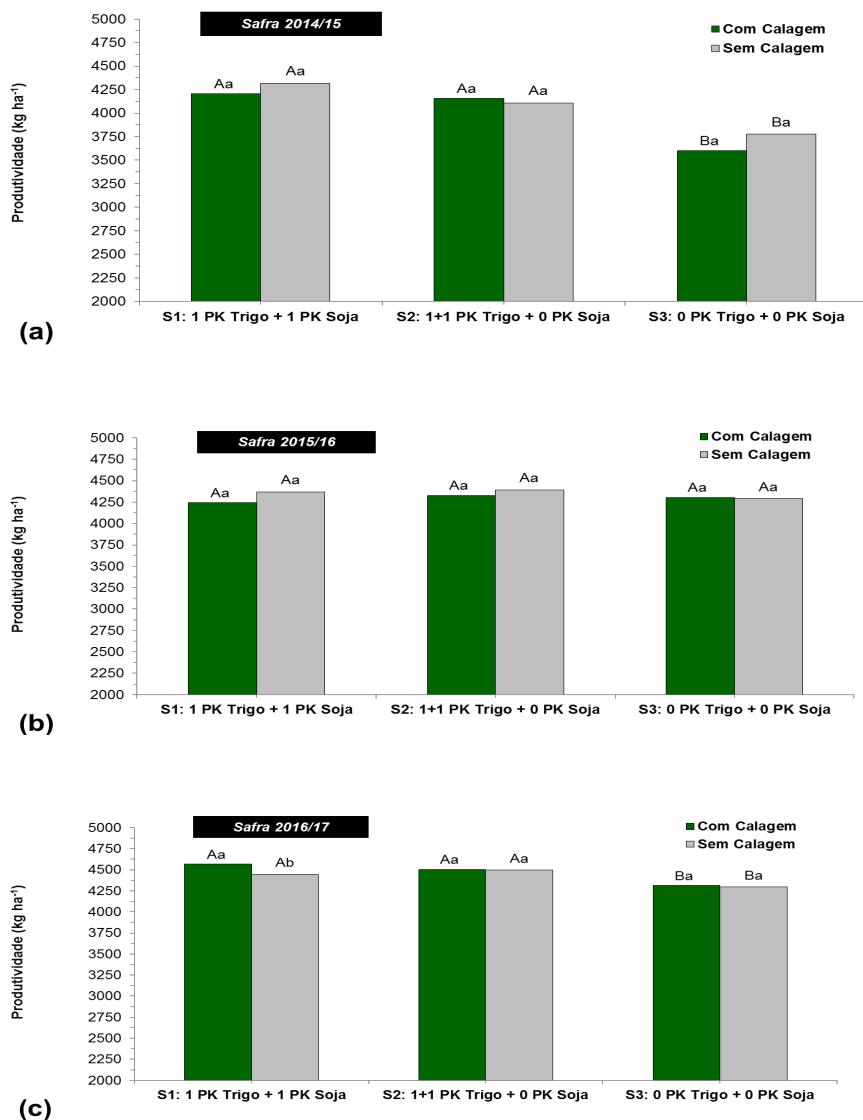 Safra 2014/15
Com Calagem
Sem Calagem
Produtividade (kg ha⁻¹)
5000
4750
4500
4250
4000
3750
3500
3250
3000
2750
2500
2250
2000
Aa
Aa
Aa
Aa
Ba
Ba
S1: 1 PK Trigo + 1 PK Soja
S2: 1+1 PK Trigo + 0 PK Soja
S3: 0 PK Trigo + 0 PK Soja
(a)
Safra 2015/16
Com Calagem
Sem Calagem
Produtividade (kg ha⁻¹)
5000
4750
4500
4250
4000
3750
3500
3250
3000
2750
2500
2250
2000
Aa
Aa
Aa
Aa
Aa
Aa
S1: 1 PK Trigo + 1 PK Soja
S2: 1+1 PK Trigo + 0 PK Soja
S3: 0 PK Trigo + 0 PK Soja
(b)
Safra 2016/17
Com Calagem
Sem Calagem
Produtividade (kg ha⁻¹)
5000
4750
4500
4250
4000
3750
3500
3250
3000
2750
2500
2250
2000
Aa
Ab
Aa
Aa
Ba
Ba
S1: 1 PK Trigo + 1 PK Soja
S2: 1+1 PK Trigo + 0 PK Soja
S3: 0 PK Trigo + 0 PK Soja
(c)